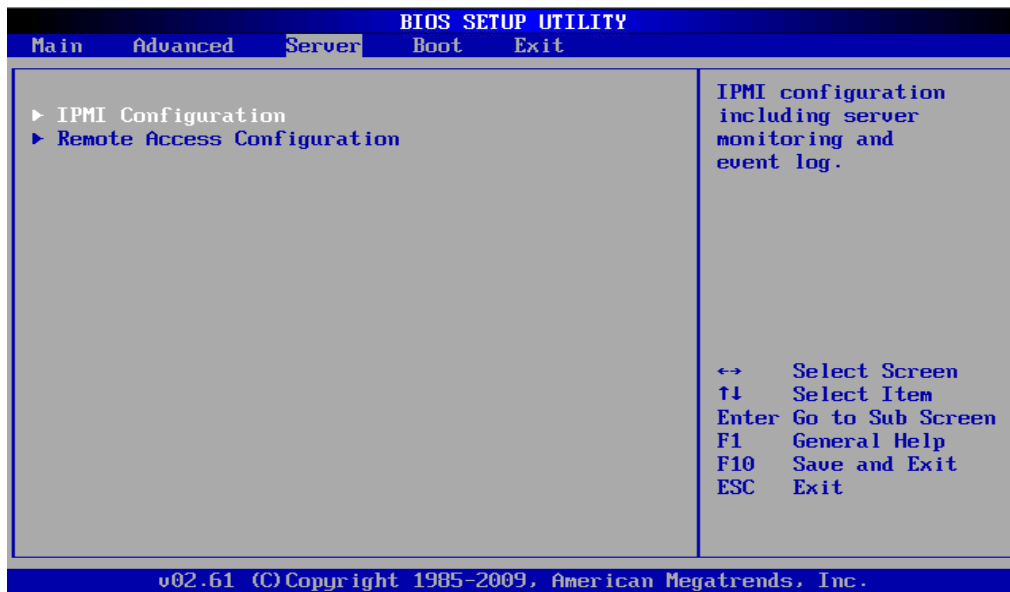 BIOS SETUP UTILITY
Main Advanced Server Boot Exit
▶ IPMI Configuration
▶ Remote Access Configuration
IPMI configuration
including server
monitoring and
event log.
←→ Select Screen
↑↓ Select Item
Enter Go to Sub Screen
F1 General Help
F10 Save and Exit
ESC Exit
v02.61 (C)Copyright 1985-2009, American Megatrends, Inc.